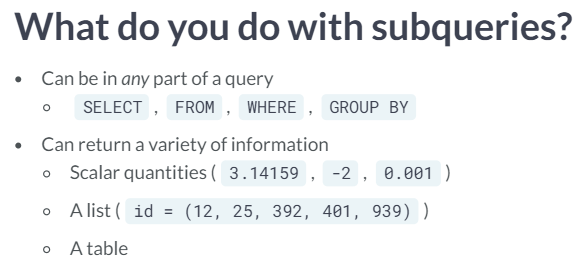 What do you do with subqueries?
• Can be in any part of a query
○ SELECT , FROM , WHERE , GROUP BY
• Can return a variety of information
○ Scalar quantities ( 3.14159 , -2 , 0.001 )
○ A list ( id = (12, 25, 392, 401, 939) )
○ A table